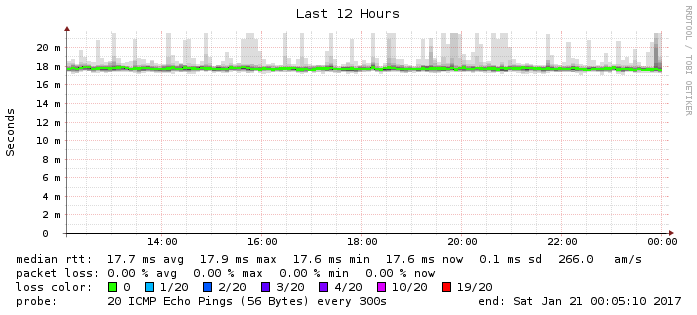 Last 12 Hours
RRDTOOL / TOBI OETIKER
Seconds
20 m
18 m
16 m
14 m
12 m
10 m
8 m
6 m
4 m
2 m
0
14:00 16:00 18:00 20:00 22:00 00:00
median rtt: 17.7 ms avg 17.9 ms max 17.6 ms min 17.6 ms now 0.1 ms sd 266.0 am/s
packet loss: 0.00 % avg 0.00 % max 0.00 % min 0.00 % now
loss color: 0 1/20 2/20 3/20 4/20 10/20 19/20
probe: 20 ICMP Echo Pings (56 Bytes) every 300s end: Sat Jan 21 00:05:10 2017